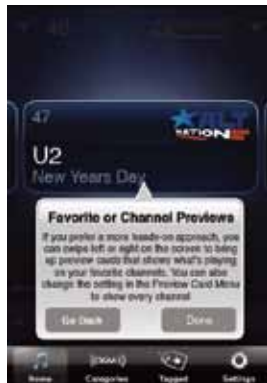 47
ALT
NATION
U2
New Years Day
Favorite or Channel Previews
If you prefer a more hands-on approach, you
can swipe left or right on the screen to bring
up preview cards that shows what's playing
on your favorite channels. You can also
change the setting in the Preview Card Menu
to show every channel
Go Back
Done
Home
Categories
Tagged
Settings